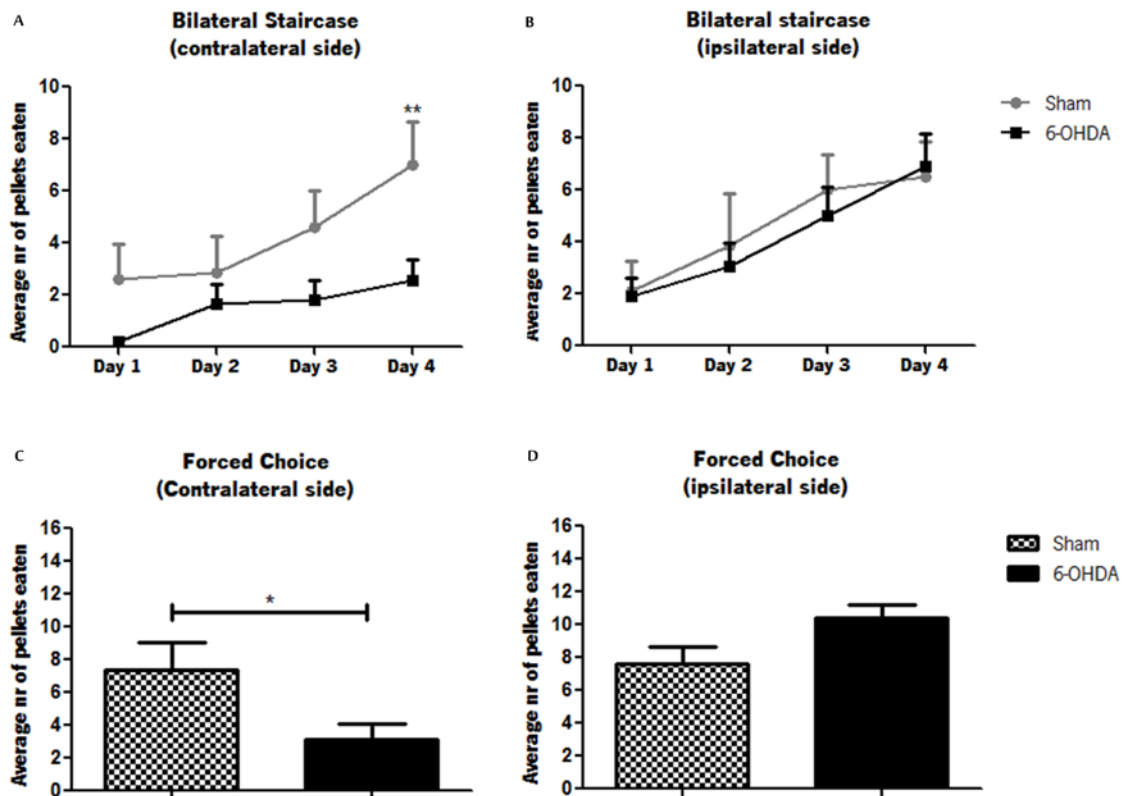 A
Bilateral Staircase
(contralateral side)
Average nr of pellets eaten
10
8
6
4
2
0
**
Day 1 Day 2 Day 3 Day 4
B
Bilateral staircase
(ipsilateral side)
Average nr of pellets eaten
10
8
6
4
2
0
Day 1 Day 2 Day 3 Day 4
Sham
6-OHDA
C
Forced Choice
(Contralateral side)
Average nr of pellets eaten
16
14
12
10
8
6
4
2
0
*
D
Forced Choice
(ipsilateral side)
Average nr of pellets eaten
16
14
12
10
8
6
4
2
0
Sham
6-OHDA